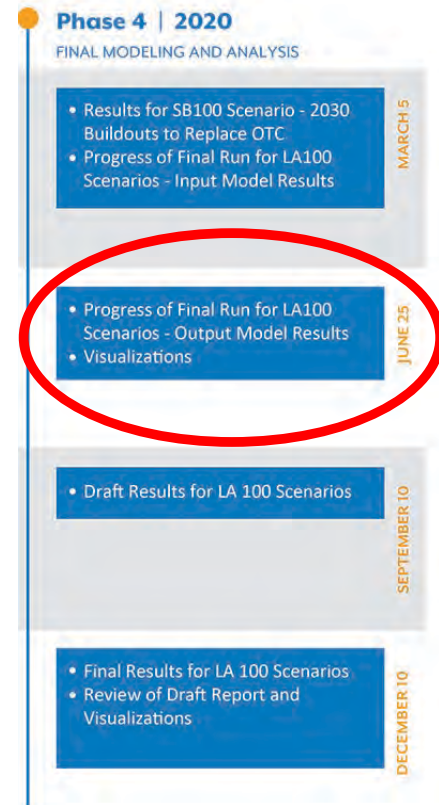 Phase 4 | 2020
FINAL MODELING AND ANALYSIS
• Results for SB100 Scenario - 2030
Buildouts to Replace OTC
• Progress of Final Run for LA100
Scenarios - Input Model Results
MARCH 5
• Progress of Final Run for LA100
Scenarios - Output Model Results
• Visualizations
JUNE 25
• Draft Results for LA 100 Scenarios
SEPTEMBER 10
• Final Results for LA 100 Scenarios
• Review of Draft Report and
Visualizations
DECEMBER 10